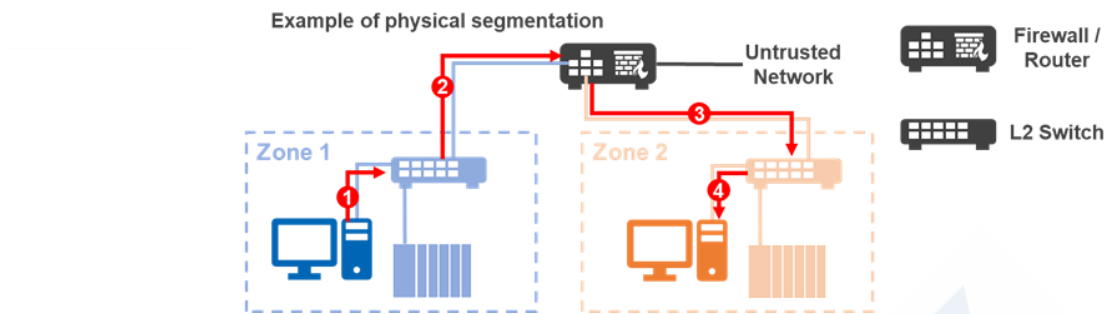 Example of physical segmentation
Untrusted
Network
Firewall /
Router
L2 Switch
2
3
Zone 1
Zone 2
1
4